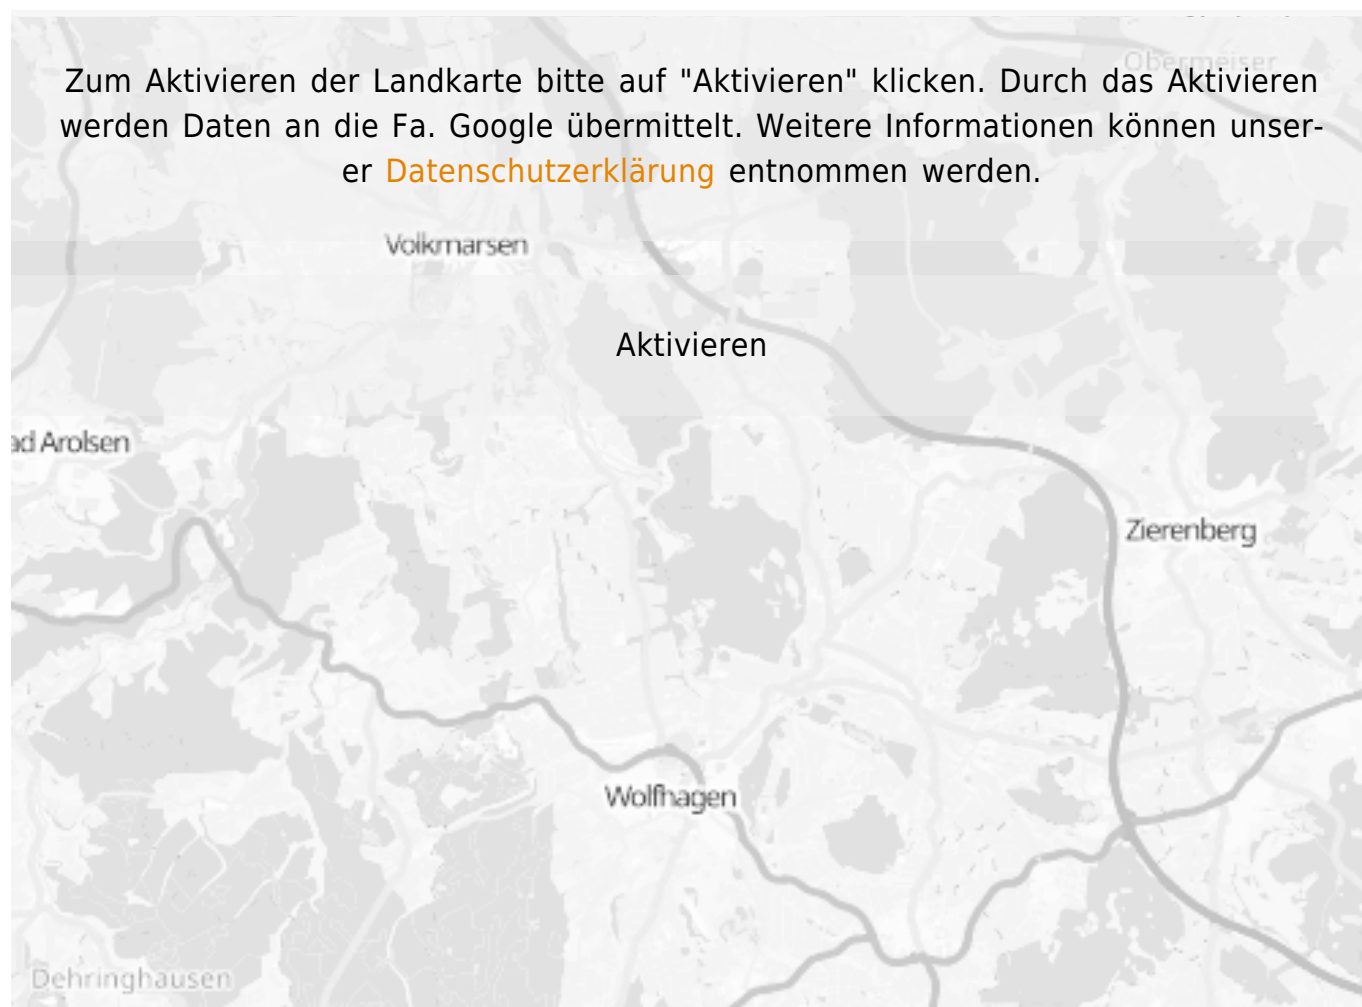 Obermeiser
Zum Aktivieren der Landkarte bitte auf "Aktivieren" klicken. Durch das Aktivieren
werden Daten an die Fa. Google übermittelt. Weitere Informationen können unser-
er Datenschutzerklärung entnommen werden.
Volkmarsen
Aktivieren
ad Arolsen
Zierenberg
Wolfhagen
Dehringhausen